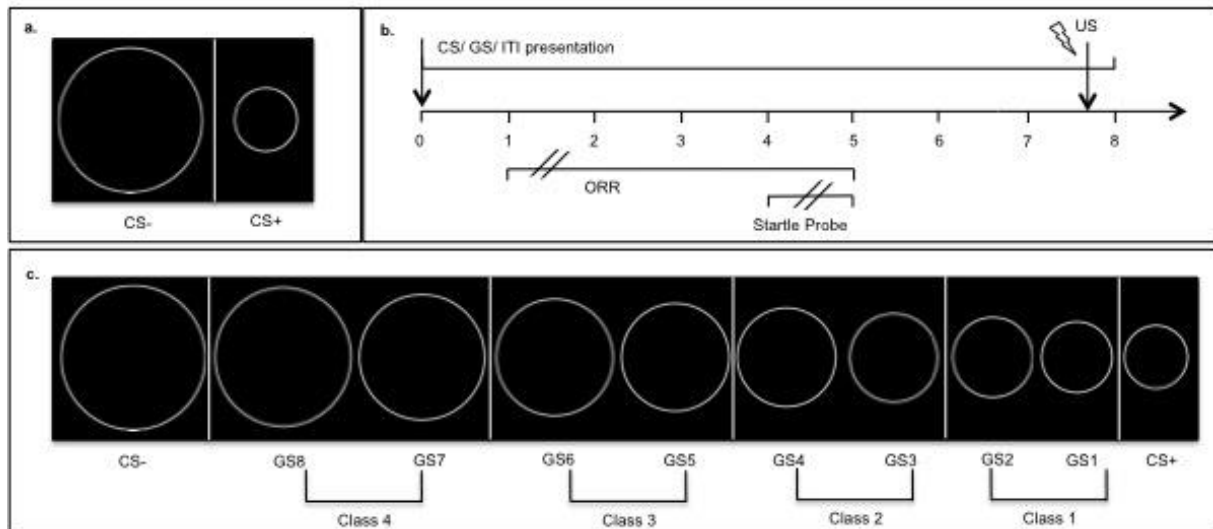 a.
CS-
CS+
b.
CS/ GS/ ITI presentation
US
0 1 2 3 4 5 6 7 8
ORR
Startle Probe
c.
CS- GS8 GS7 GS6 GS5 GS4 GS3 GS2 GS1 CS+
Class 4 Class 3 Class 2 Class 1